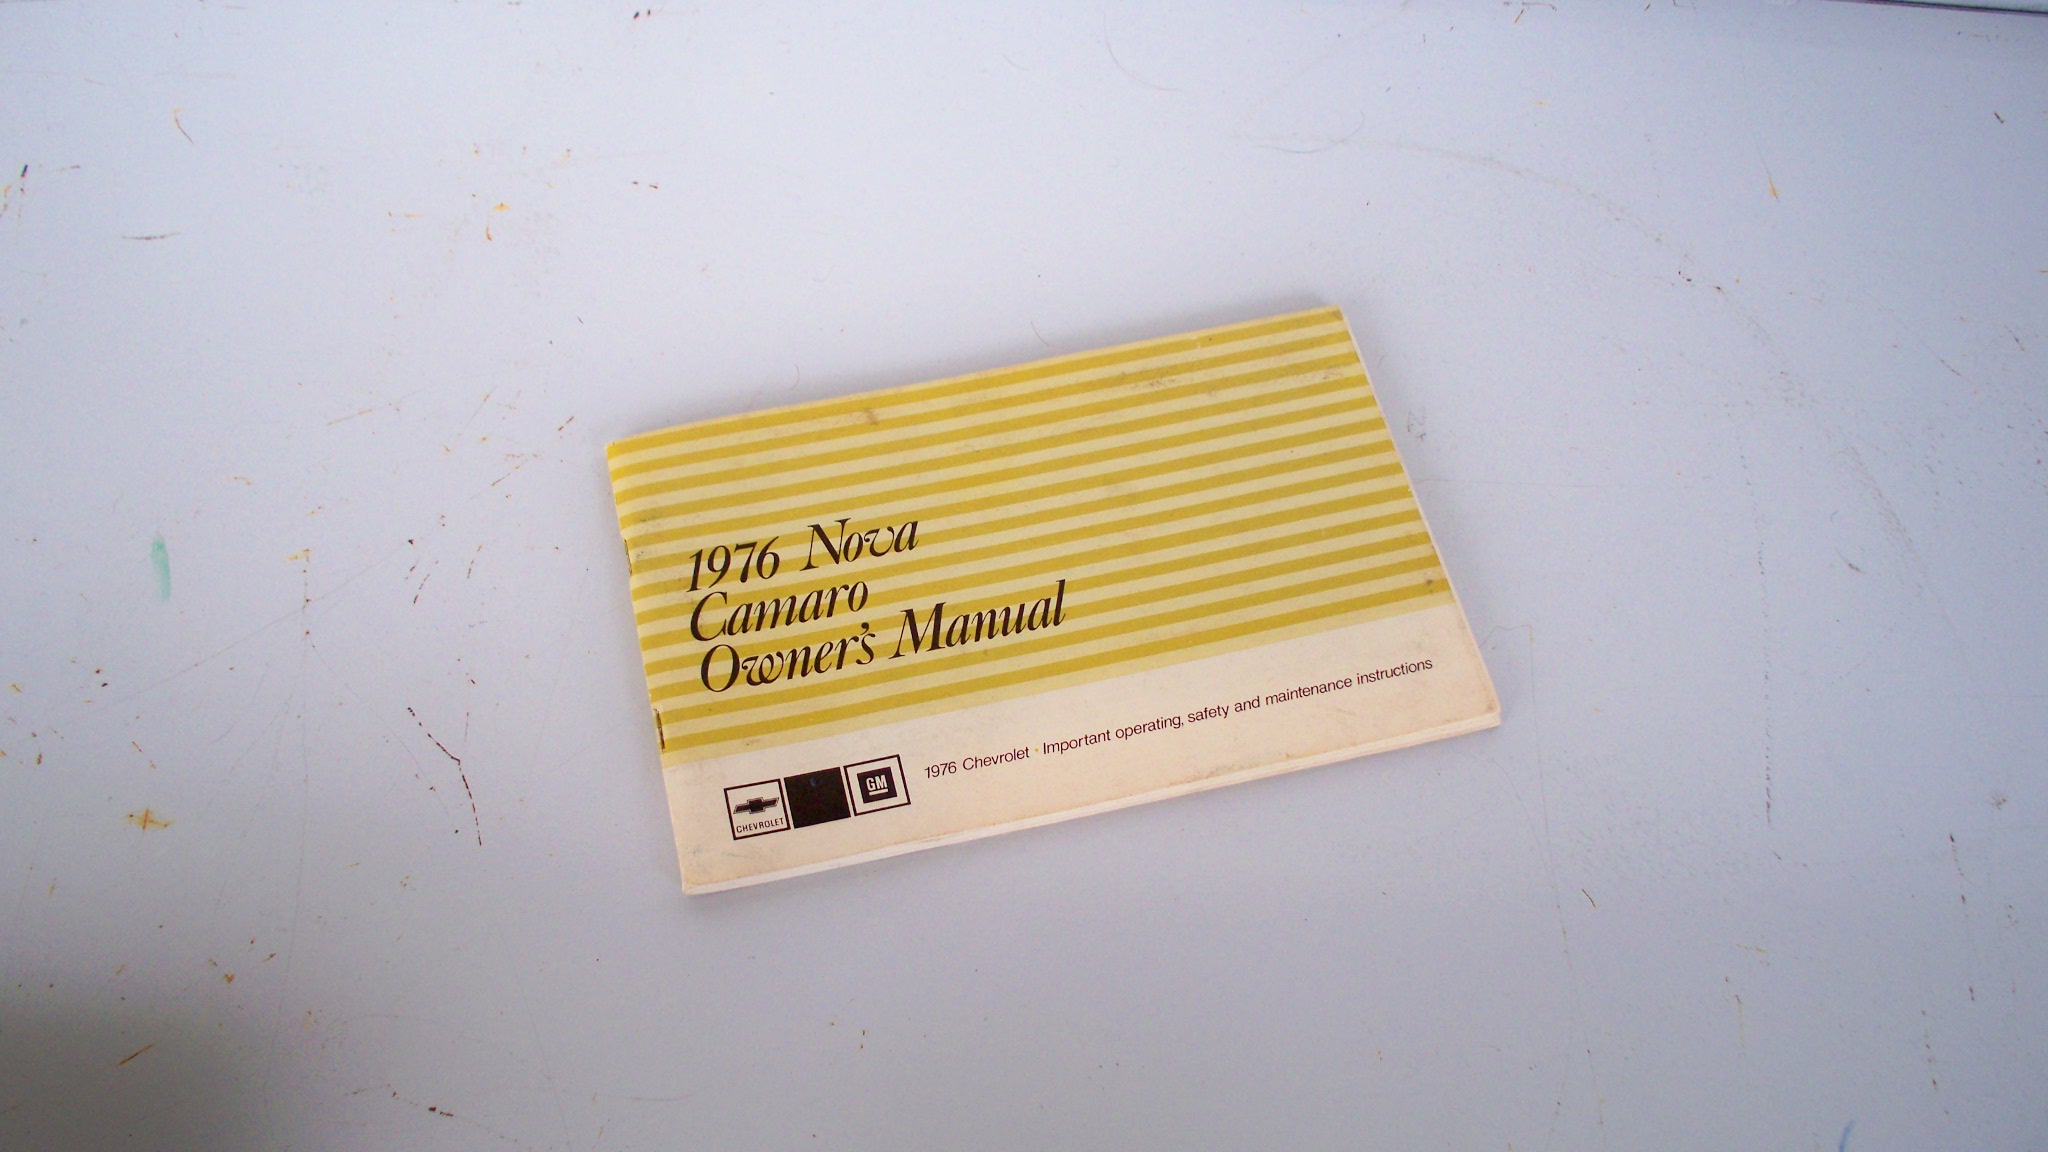 1976 Nova
Camaro
Owner's Manual
CHEVROLET
GM
1976 Chevrolet · Important operating, safety and maintenance instructions